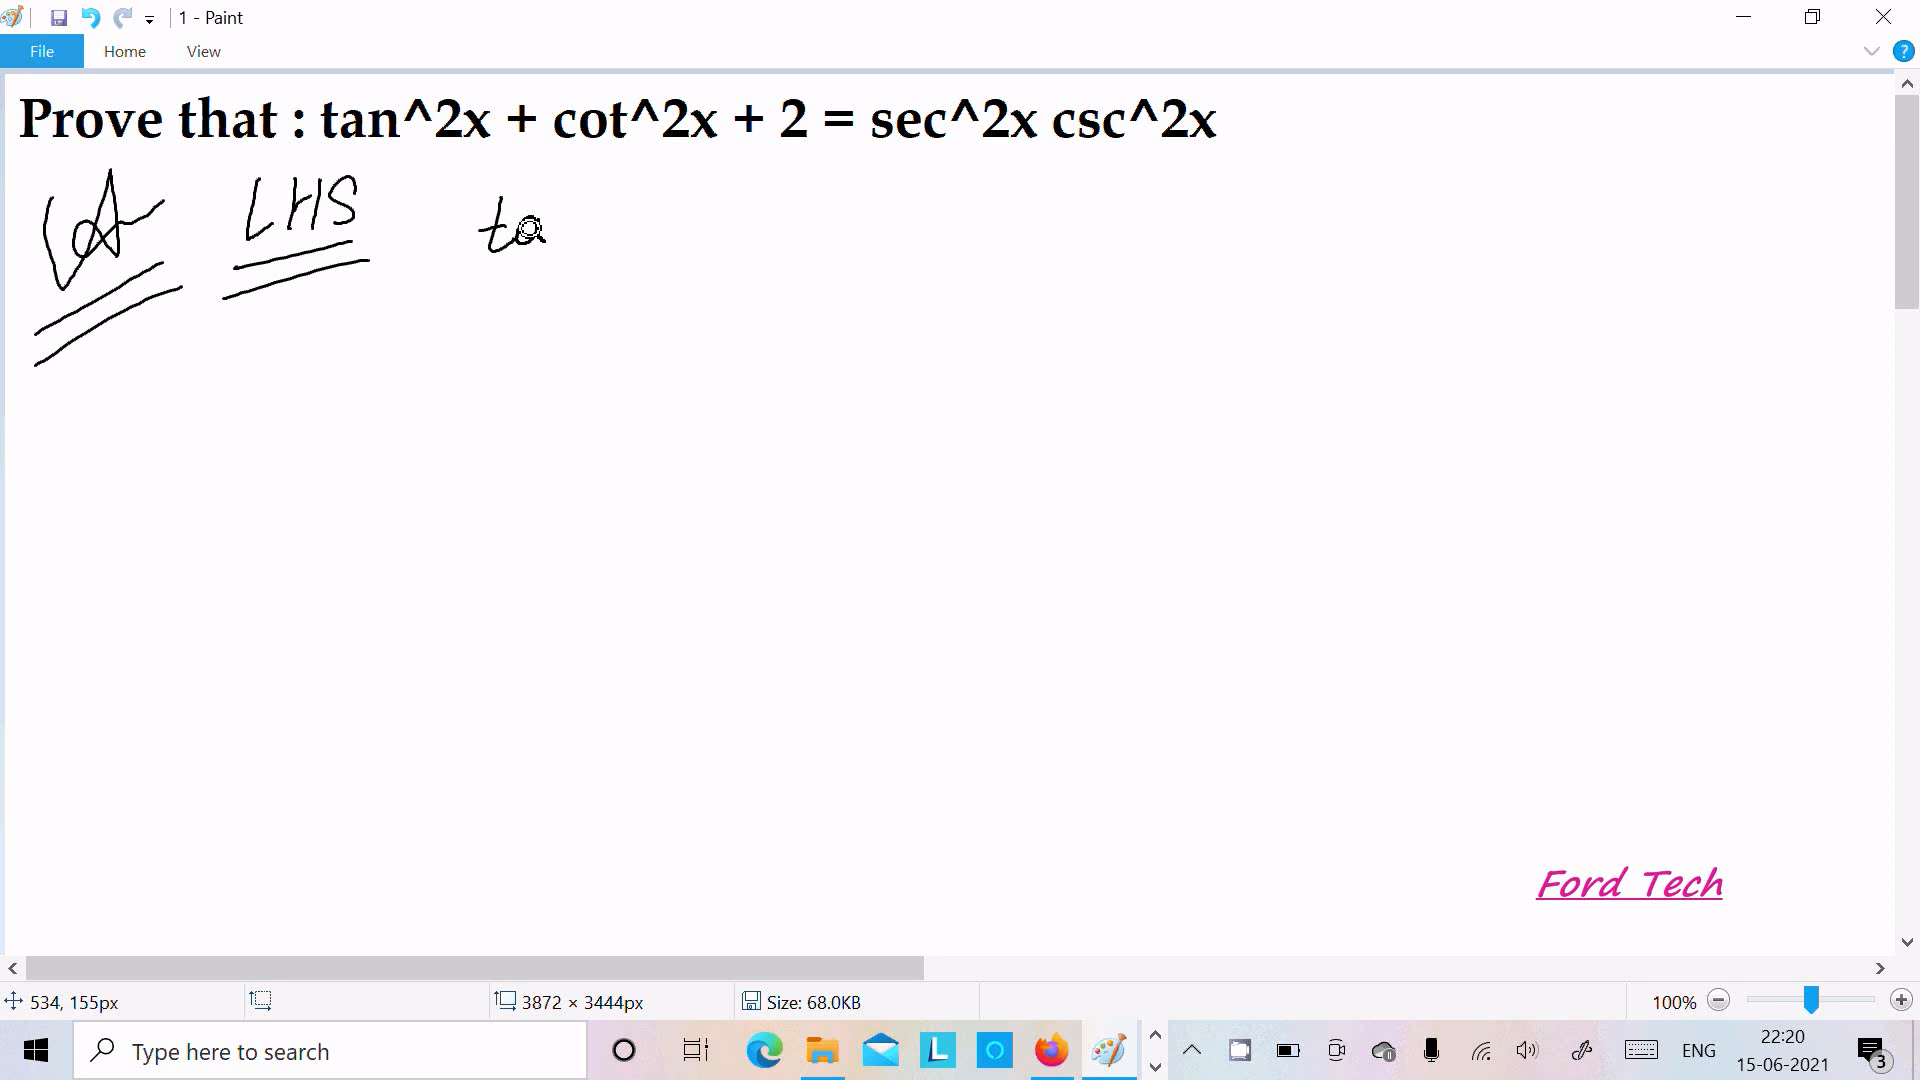 1 - Paint
File Home View
Prove that : tan^2x + cot^2x + 2 = sec^2x csc^2x
LHS ta
Ford Tech
534, 155px 3872 × 3444px Size: 68.0KB 100%
Type here to search L ENG 22:20
15-06-2021 3